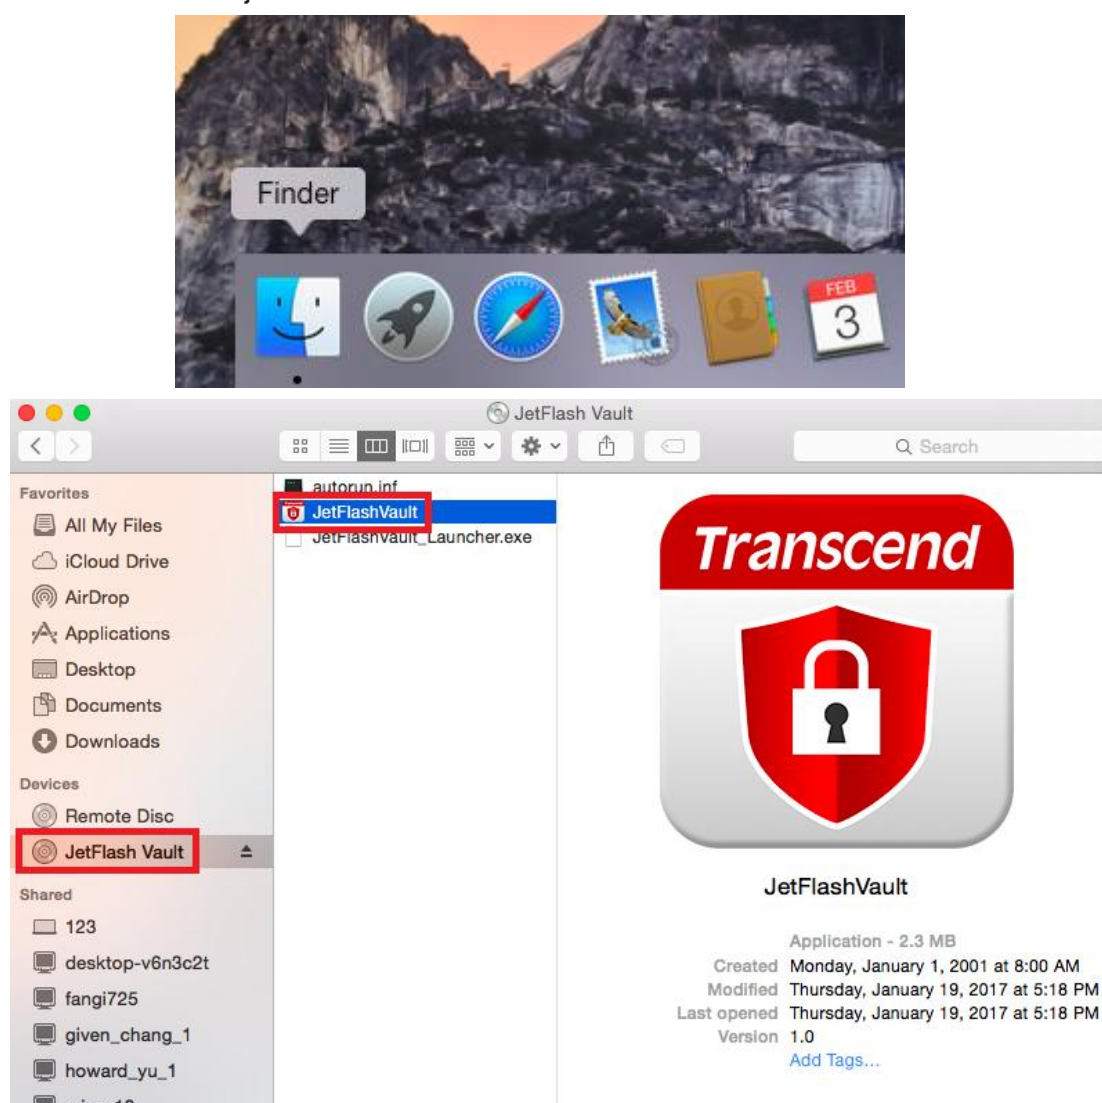 Finder
FEB
3
JetFlash Vault
Search
Favorites
All My Files
iCloud Drive
AirDrop
Applications
Desktop
Documents
Downloads
Devices
Remote Disc
JetFlash Vault
Shared
123
desktop-v6n3c2t
fangi725
given_chang_1
howard_yu_1
autorun.inf
JetFlashVault
JetFlashVault_Launcher.exe
Transcend
JetFlashVault
Application - 2.3 MB
Created Monday, January 1, 2001 at 8:00 AM
Modified Thursday, January 19, 2017 at 5:18 PM
Last opened Thursday, January 19, 2017 at 5:18 PM
Version 1.0
Add Tags...